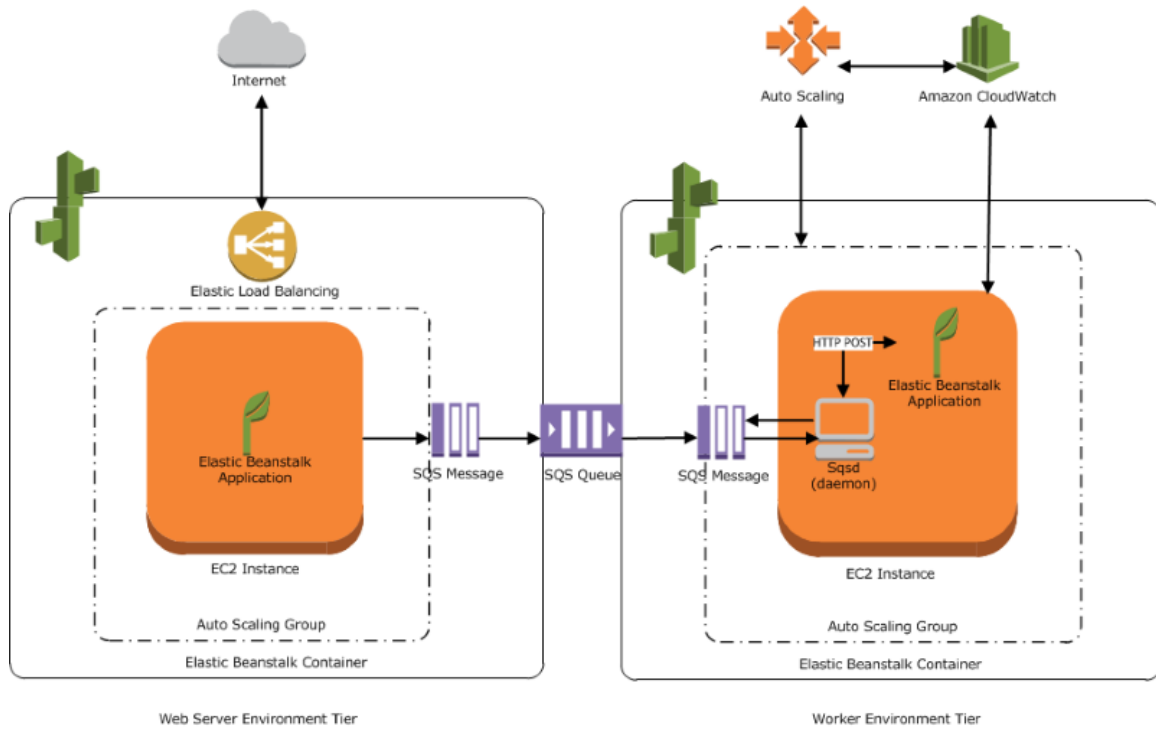 Internet
Auto Scaling
Amazon CloudWatch
Elastic Load Balancing
Elastic Beanstalk
Application
SQS Message
EC2 Instance
Auto Scaling Group
Elastic Beanstalk Container
Web Server Environment Tier
SQS Queue
HTTP POST
Elastic Beanstalk
Application
SQS Message
Sqsd
(daemon)
EC2 Instance
Auto Scaling Group
Elastic Beanstalk Container
Worker Environment Tier